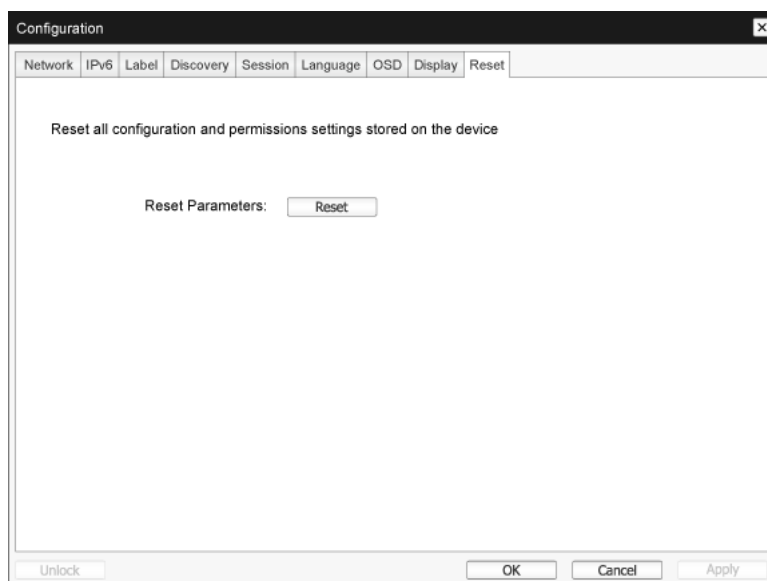 Configuration
Network IPv6 Label Discovery Session Language OSD Display Reset
Reset all configuration and permissions settings stored on the device
Reset Parameters: Reset
Unlock OK Cancel Apply